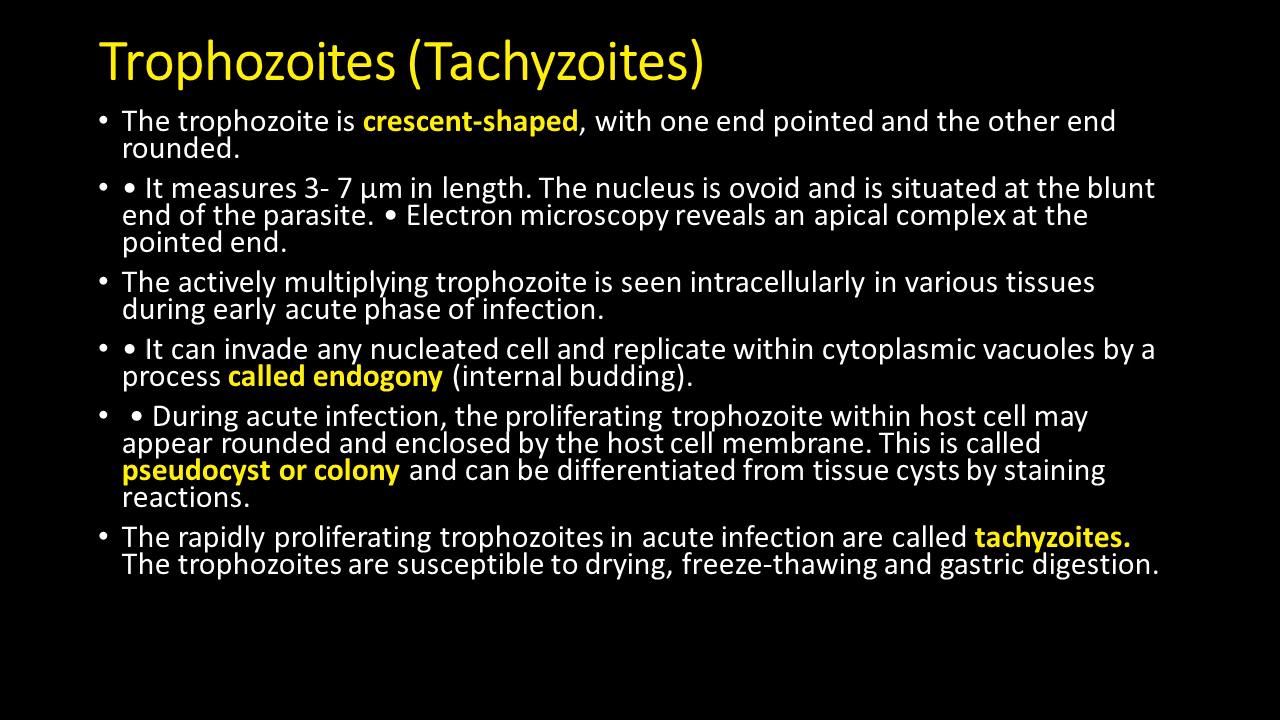 Trophozoites (Tachyzoites)
• The trophozoite is crescent-shaped, with one end pointed and the other end
rounded.
• • It measures 3- 7 μm in length. The nucleus is ovoid and is situated at the blunt
end of the parasite. • Electron microscopy reveals an apical complex at the
pointed end.
• The actively multiplying trophozoite is seen intracellularly in various tissues
during early acute phase of infection.
• • It can invade any nucleated cell and replicate within cytoplasmic vacuoles by a
process called endogony (internal budding).
• • During acute infection, the proliferating trophozoite within host cell may
appear rounded and enclosed by the host cell membrane. This is called
pseudocyst or colony and can be differentiated from tissue cysts by staining
reactions.
• The rapidly proliferating trophozoites in acute infection are called tachyzoites.
The trophozoites are susceptible to drying, freeze-thawing and gastric digestion.